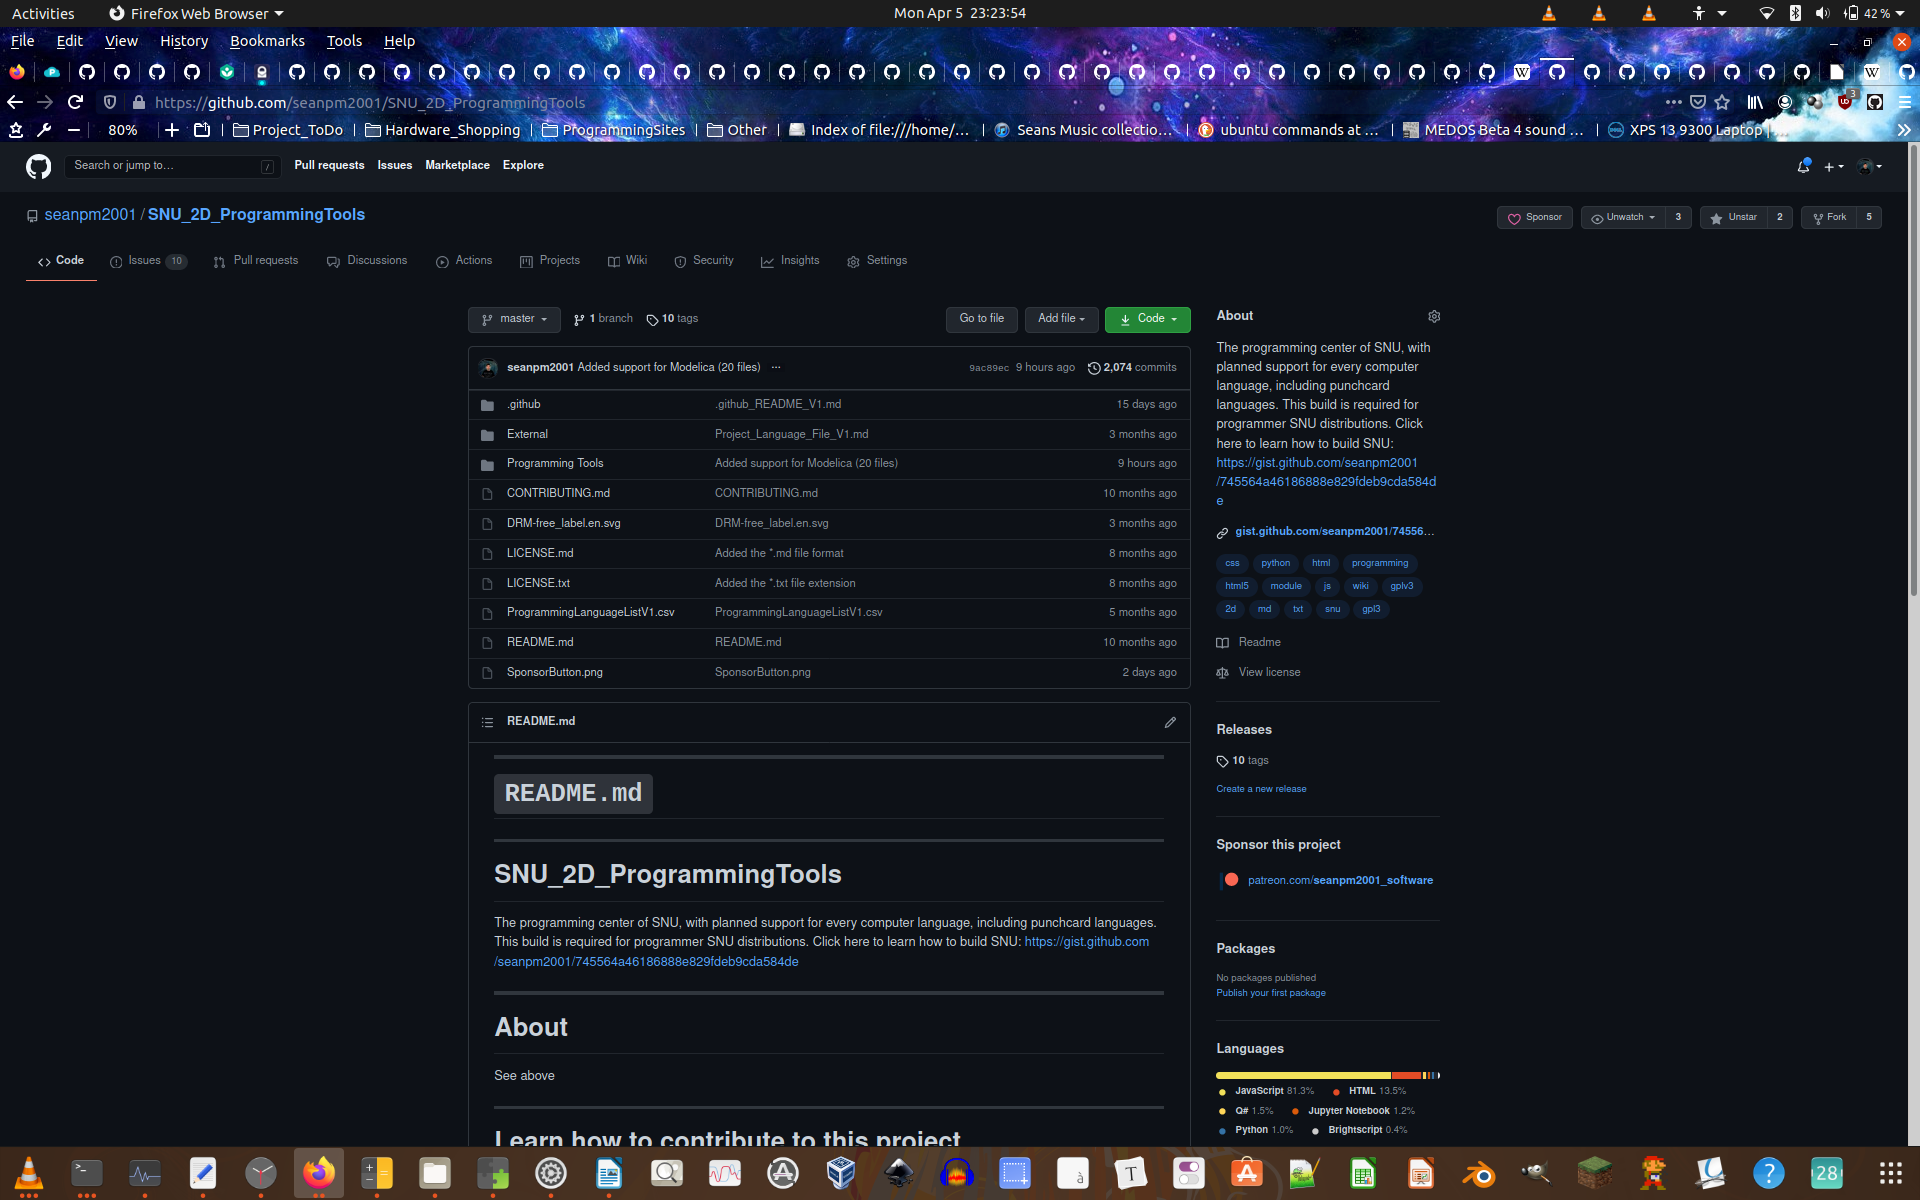 Activities
Firefox Web Browser
Mon Apr 5 23:23:54
42 %
File Edit View History Bookmarks Tools Help
https://github.com/seanpm2001/SNU_2D_ProgrammingTools
3
80%
Project_ToDo
Hardware_Shopping
ProgrammingSites
Other
Index of file:///home/...
Seans Music collectio...
ubuntu commands at ...
MEDOS Beta 4 sound ...
XPS 13 9300 Laptop
Search or jump to...
/
Pull requests Issues Marketplace Explore
seanpm2001 / SNU_2D_ProgrammingTools
Sponsor
Unwatch 3
Unstar 2
Fork 5
Code
Issues 10
Pull requests
Discussions
Actions
Projects
Wiki
Security
Insights
Settings
master
1 branch
10 tags
Go to file
Add file
Code
seanpm2001 Added support for Modelica (20 files) ...
9ac89ec 9 hours ago
2,074 commits
.github .github_README_V1.md 15 days ago
External Project_Language_File_V1.md 3 months ago
Programming Tools Added support for Modelica (20 files) 9 hours ago
CONTRIBUTING.md CONTRIBUTING.md 10 months ago
DRM-free_label.en.svg DRM-free_label.en.svg 3 months ago
LICENSE.md Added the *.md file format 8 months ago
LICENSE.txt Added the *.txt file extension 8 months ago
ProgrammingLanguageListV1.csv ProgrammingLanguageListV1.csv 5 months ago
README.md README.md 10 months ago
SponsorButton.png SponsorButton.png 2 days ago
README.md
README.md
SNU_2D_ProgrammingTools
The programming center of SNU, with planned support for every computer language, including punchcard languages.
This build is required for programmer SNU distributions. Click here to learn how to build SNU: https://gist.github.com
/seanpm2001/745564a46186888e829fdeb9cda584de
About
See above
Learn how to contribute to this project
About
The programming center of SNU, with
planned support for every computer
language, including punchcard
languages. This build is required for
programmer SNU distributions. Click
here to learn how to build SNU:
https://gist.github.com/seanpm2001
/745564a46186888e829fdeb9cda584d
e
gist.github.com/seanpm2001/74556...
css python html programming
html5 module js wiki gplv3
2d md txt snu gpl3
Readme
View license
Releases
10 tags
Create a new release
Sponsor this project
patreon.com/seanpm2001_software
Packages
No packages published
Publish your first package
Languages
JavaScript 81.3%
HTML 13.5%
Q# 1.5%
Jupyter Notebook 1.2%
Python 1.0%
Brightscript 0.4%
28